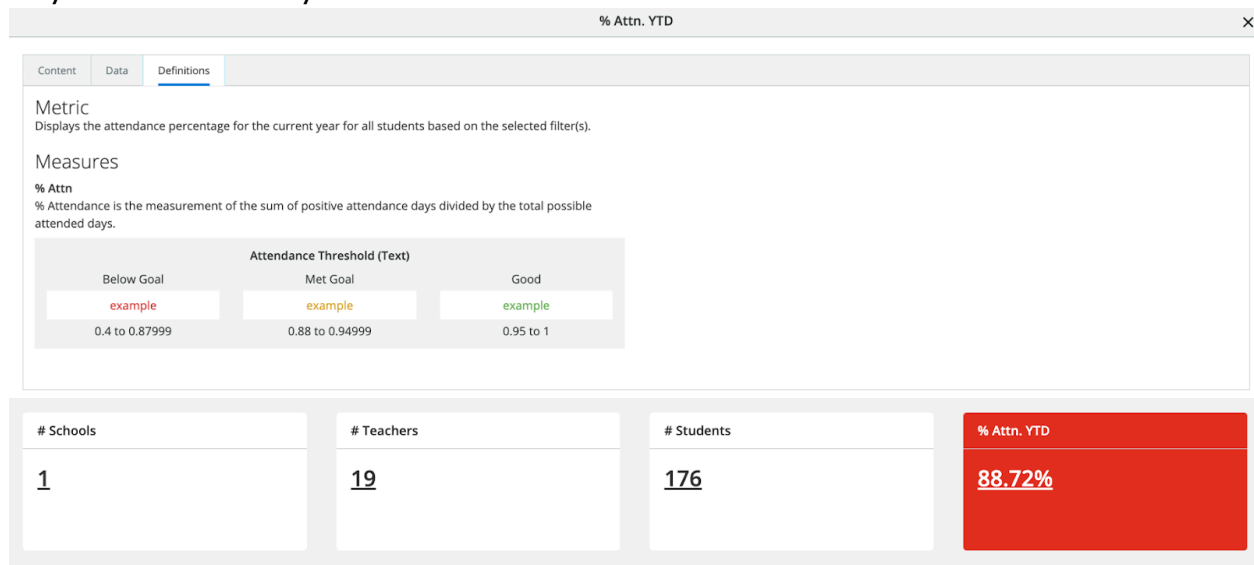 % Attn. YTD
Content Data Definitions
Metric
Displays the attendance percentage for the current year for all students based on the selected filter(s).
Measures
% Attn
% Attendance is the measurement of the sum of positive attendance days divided by the total possible
attended days.
Attendance Threshold (Text)
Below Goal Met Goal Good
example example example
0.4 to 0.87999 0.88 to 0.94999 0.95 to 1
# Schools # Teachers # Students % Attn. YTD
1 19 176 88.72%